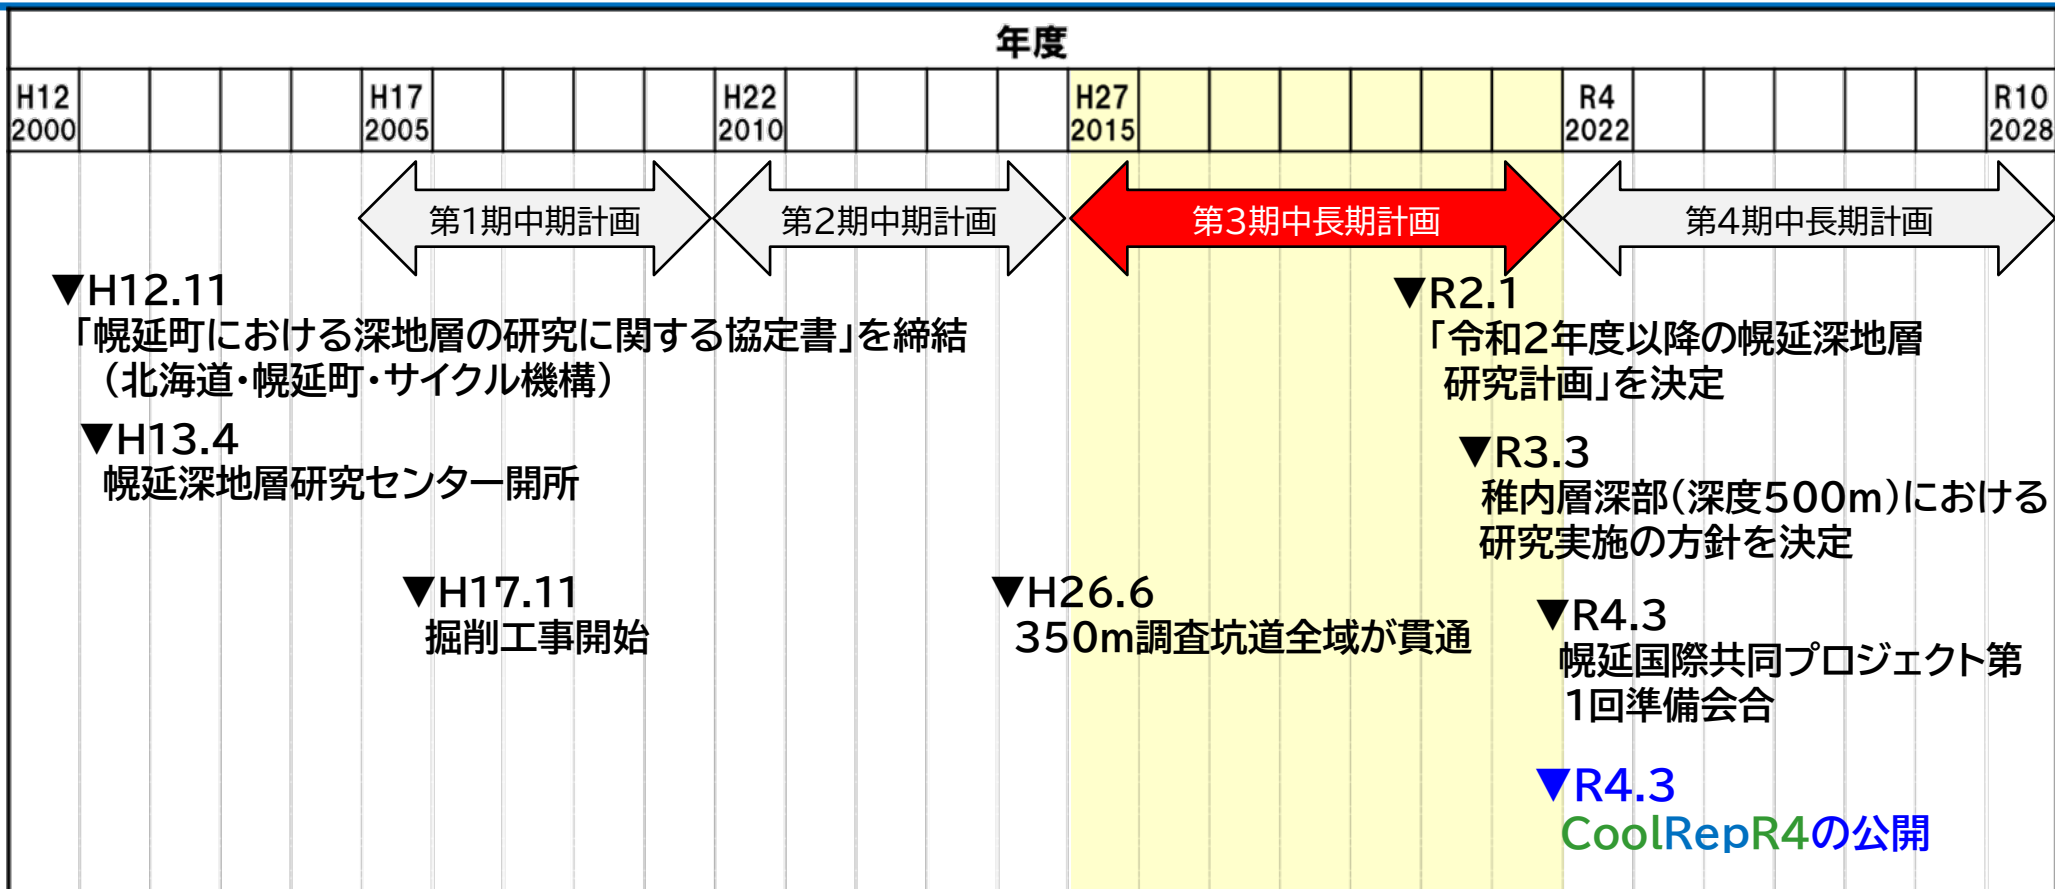 年度
H12 H17 H22 H27 R4 R10
2000 2005 2010 2015 2022 2028
第1期中期計画 第2期中期計画 第3期中長期計画 第4期中長期計画
▼H12.11
「幌延町における深地層の研究に関する協定書」を締結
（北海道・幌延町・サイクル機構）
▼H13.4
幌延深地層研究センター開所
▼H17.11
掘削工事開始
▼H26.6
350m調査坑道全域が貫通
▼R2.1
「令和2年度以降の幌延深地層
研究計画」を決定
▼R3.3
稚内層深部（深度500m）における
研究実施の方針を決定
▼R4.3
幌延国際共同プロジェクト第
1回準備会合
▼R4.3
CoolRepR4の公開